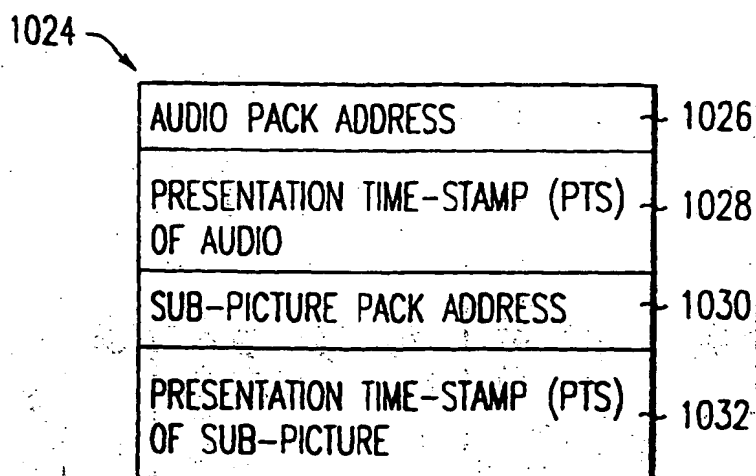 1024
AUDIO PACK ADDRESS 1026
PRESENTATION TIME-STAMP (PTS) 1028
OF AUDIO
SUB-PICTURE PACK ADDRESS 1030
PRESENTATION TIME-STAMP (PTS) 1032
OF SUB-PICTURE